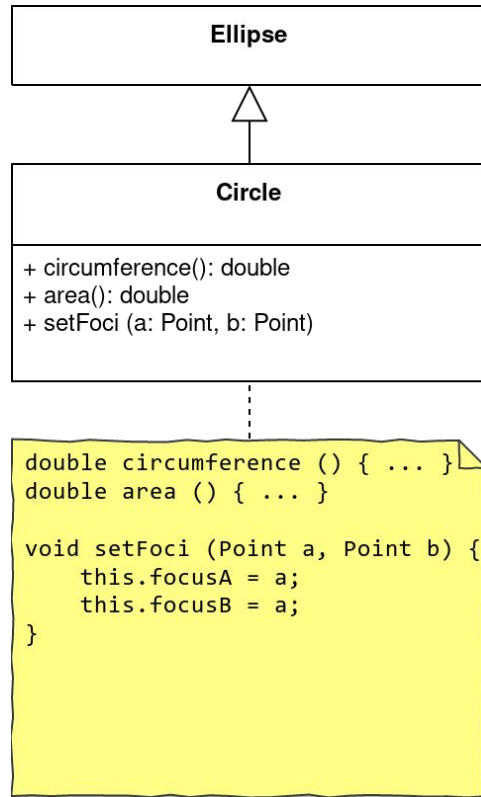 Ellipse
Circle
+ circumference(): double
+ area(): double
+ setFoci (a: Point, b: Point)
double circumference () { ... }
double area () { ... }
void setFoci (Point a, Point b) {
this.focusA = a;
this.focusB = a;
}